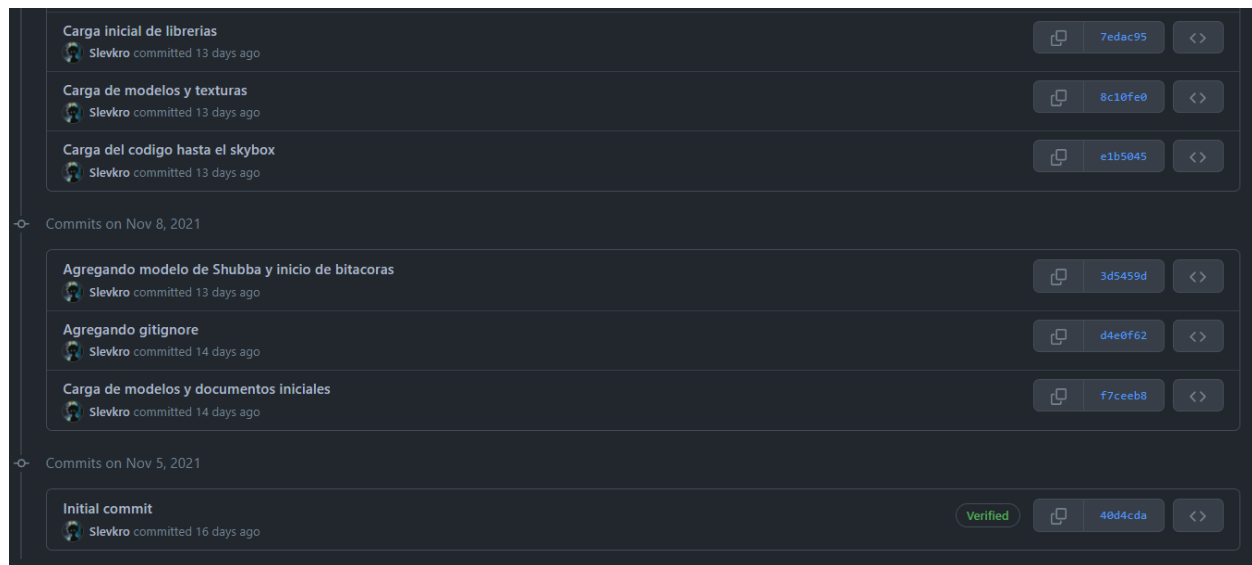 Carga inicial de librerias
Slevkro committed 13 days ago
7edac95
Carga de modelos y texturas
Slevkro committed 13 days ago
8c10fe0
Carga del codigo hasta el skybox
Slevkro committed 13 days ago
e1b5045
Commits on Nov 8, 2021
Agregando modelo de Shubba y inicio de bitacoras
Slevkro committed 13 days ago
3d5459d
Agregando gitignore
Slevkro committed 14 days ago
d4e0f62
Carga de modelos y documentos iniciales
Slevkro committed 14 days ago
f7ceeb8
Commits on Nov 5, 2021
Initial commit
Slevkro committed 16 days ago
Verified
40d4cda